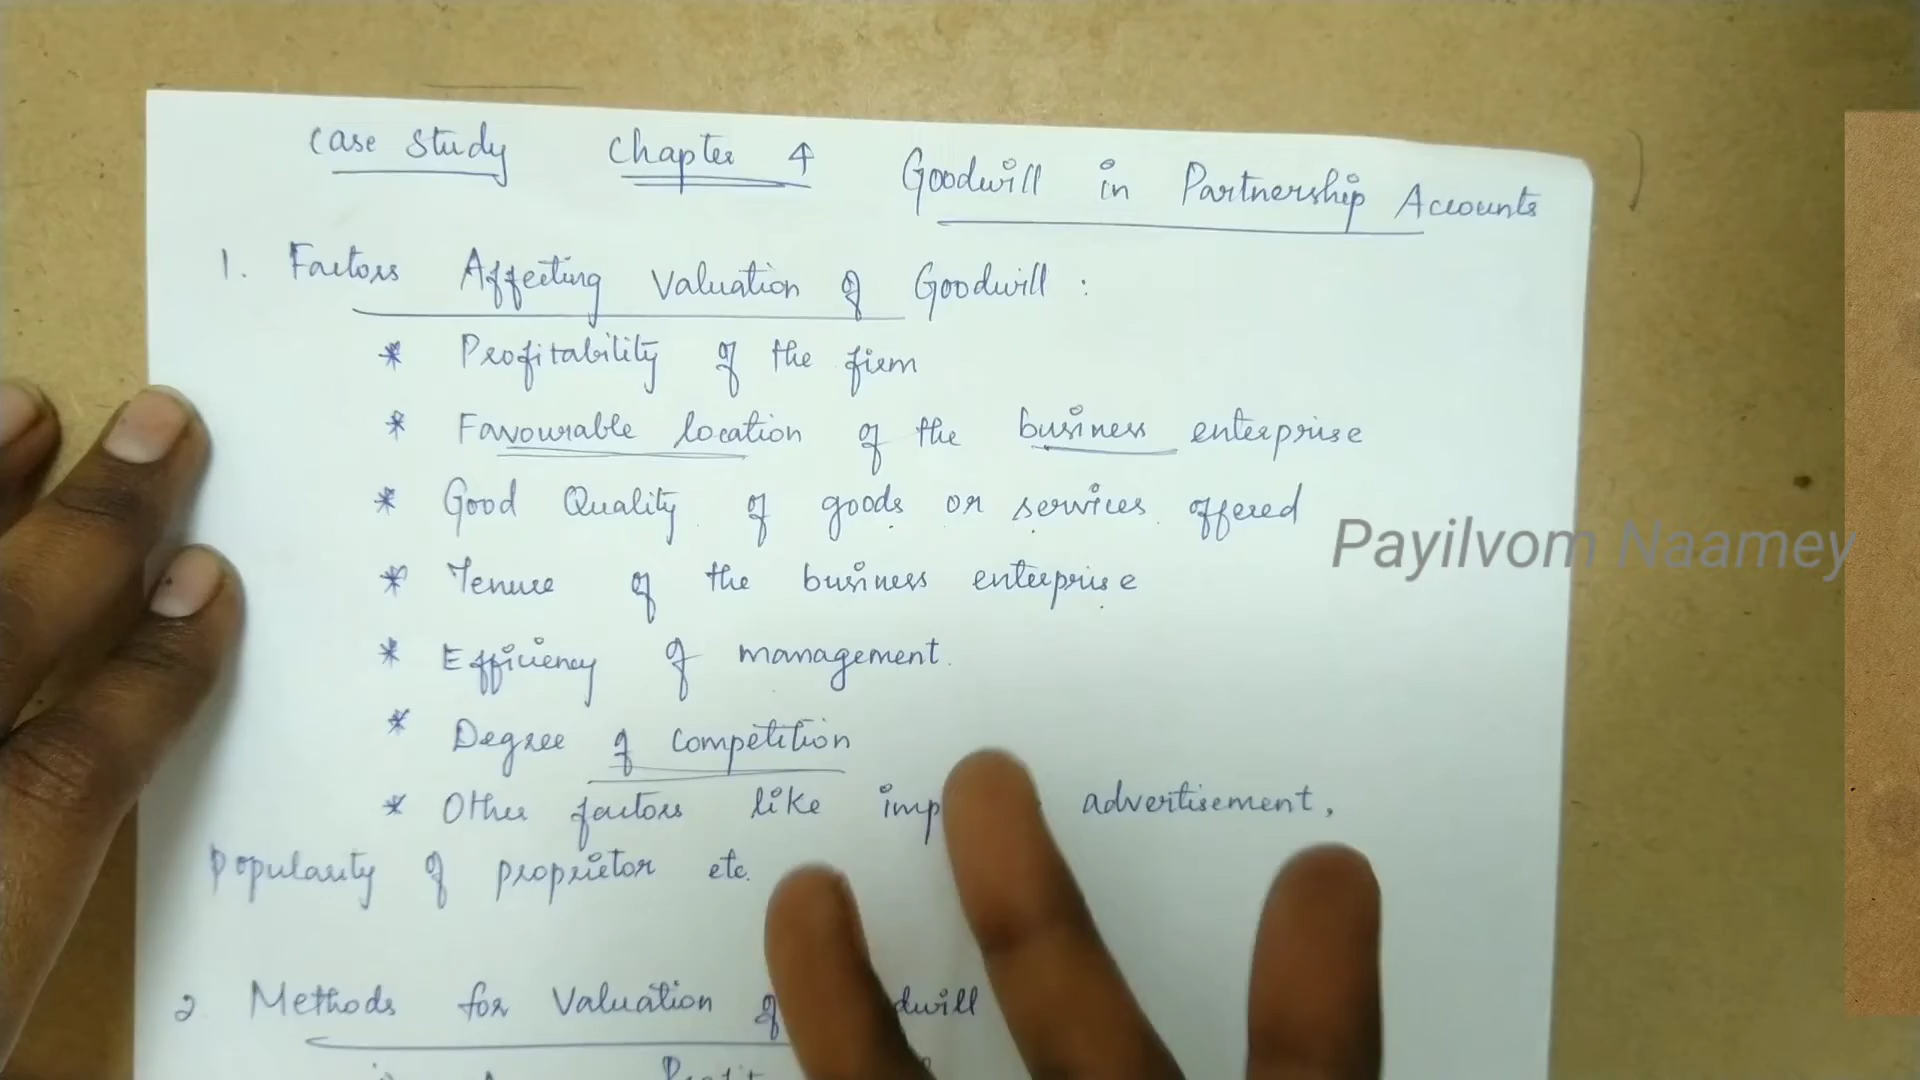 Case Study Chapter 4 Goodwill in Partnership Accounts
1. Factors Affecting Valuation of Goodwill :
* Profitability of the firm
* Favourable location of the business enterprise
* Good Quality of goods or services offered
Payilvom Naamey
* Tenure of the business enterprise
* Efficiency of management.
* Degree of competition
* Other factors like advertisement,
Popularity of proprietor etc.
2. Methods for Valuation of
Profit